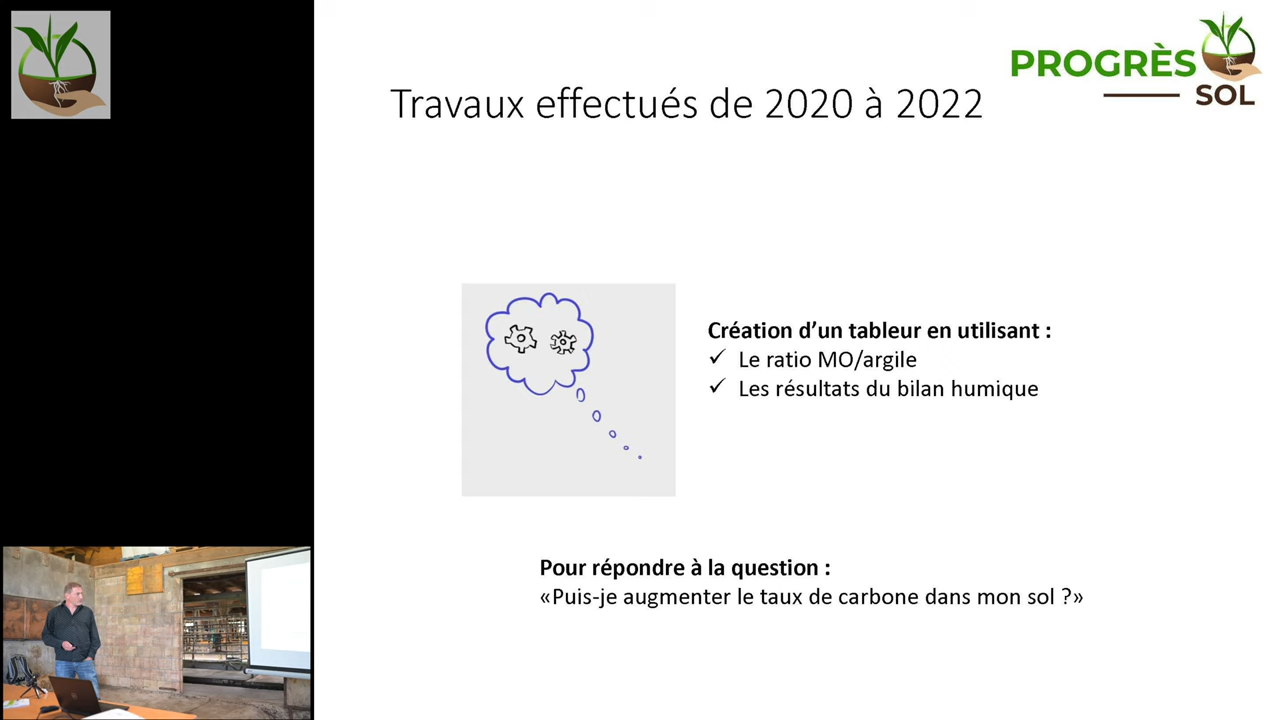 PROGRÈS
SOL
Travaux effectués de 2020 à 2022
Création d’un tableur en utilisant :
✓ Le ratio MO/argile
✓ Les résultats du bilan humique
Pour répondre à la question :
«Puis-je augmenter le taux de carbone dans mon sol ?»